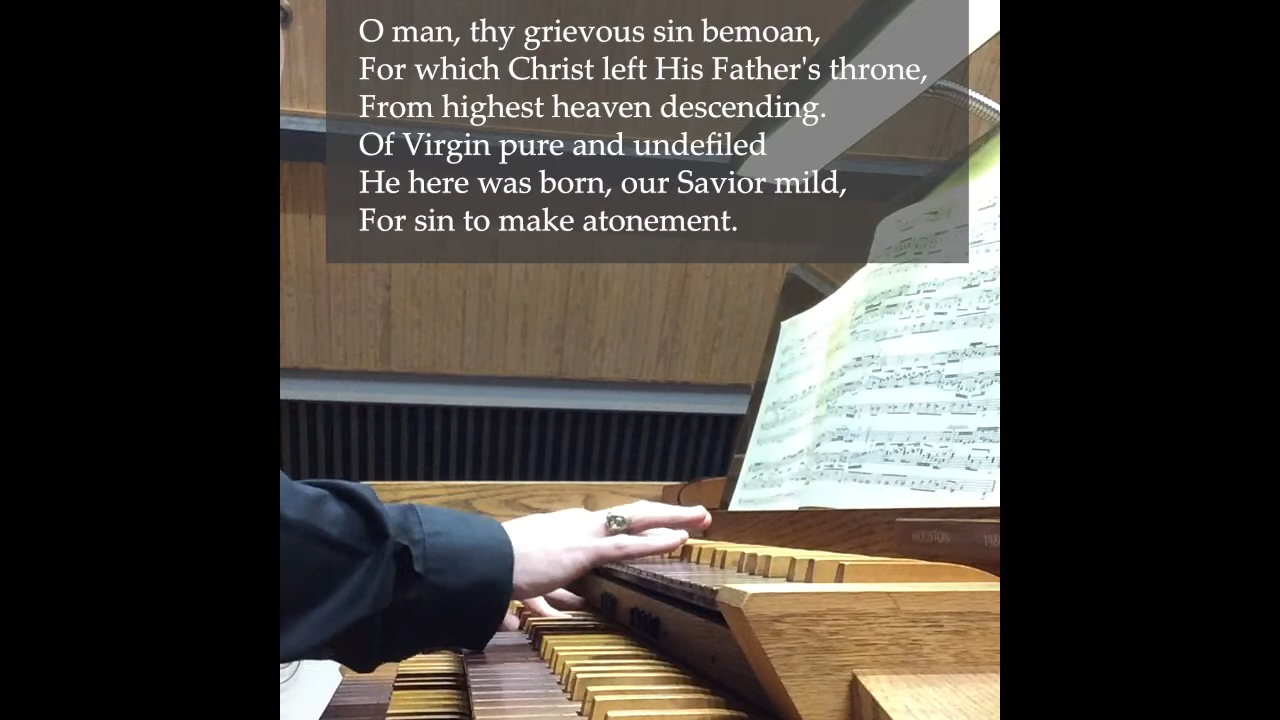 O man, thy grievous sin bemoan,
For which Christ left His Father's throne,
From highest heaven descending.
Of Virgin pure and undefiled
He here was born, our Savior mild,
For sin to make atonement.
HOUSTON